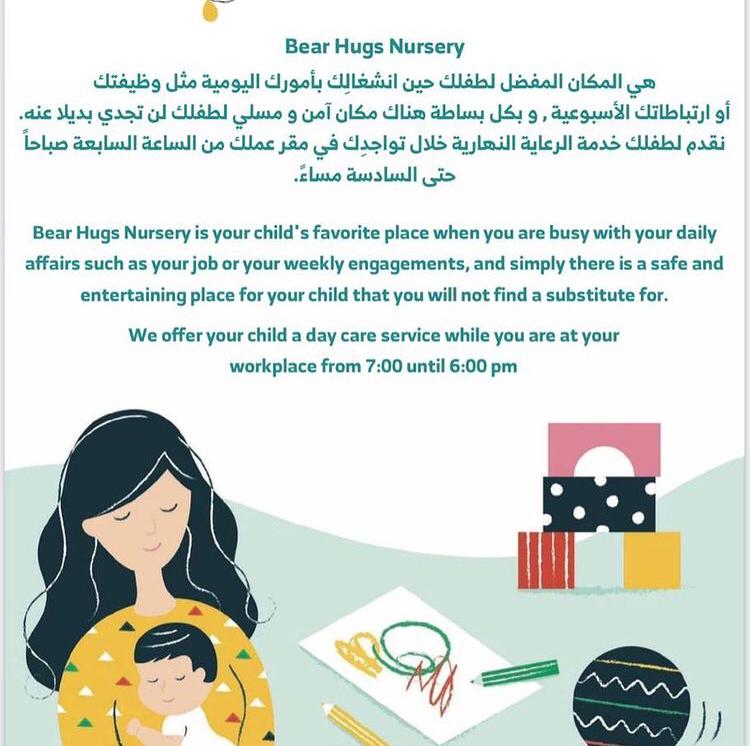 Bear Hugs Nursery
هي المكان المفضل لطفلك حين انشغالِك بأمورك اليومية مثل وظيفتك
أو ارتباطاتك الأسبوعية , و بكل بساطة هناك مكان آمن و مسلي لطفلك لن تجدي بديلا عنه.
نقدم لطفلك خدمة الرعاية النهارية خلال تواجدِك في مقر عملك من الساعة السابعة صباحاً
حتى السادسة مساءً.
Bear Hugs Nursery is your child's favorite place when you are busy with your daily
affairs such as your job or your weekly engagements, and simply there is a safe and
entertaining place for your child that you will not find a substitute for.
We offer your child a day care service while you are at your
workplace from 7:00 until 6:00 pm